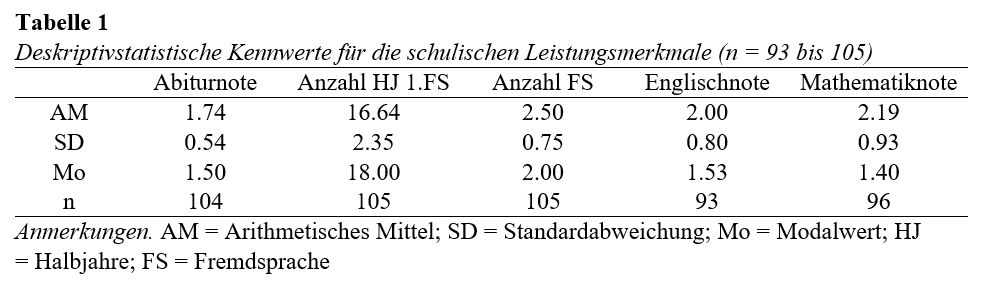 Tabelle 1
Deskriptivstatistische Kennwerte für die schulischen Leistungsmerkmale (n = 93 bis 105)
Abiturnote Anzahl HJ 1.FS Anzahl FS Englischnote Mathematiknote
AM 1.74 16.64 2.50 2.00 2.19
SD 0.54 2.35 0.75 0.80 0.93
Mo 1.50 18.00 2.00 1.53 1.40
n 104 105 105 93 96
Anmerkungen. AM = Arithmetisches Mittel; SD = Standardabweichung; Mo = Modalwert; HJ
= Halbjahre; FS = Fremdsprache